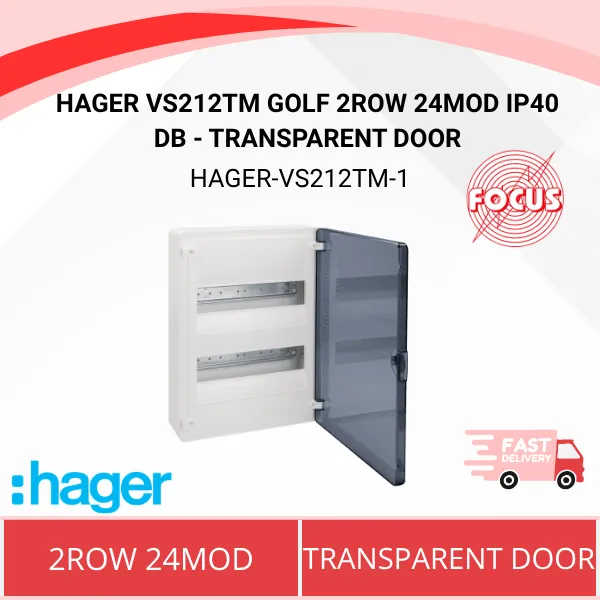 HAGER VS212TM GOLF 2ROW 24MOD IP40
DB - TRANSPARENT DOOR
HAGER-VS212TM-1
FOCUS
FAST
DELIVERY
:hager
2ROW 24MOD
TRANSPARENT DOOR